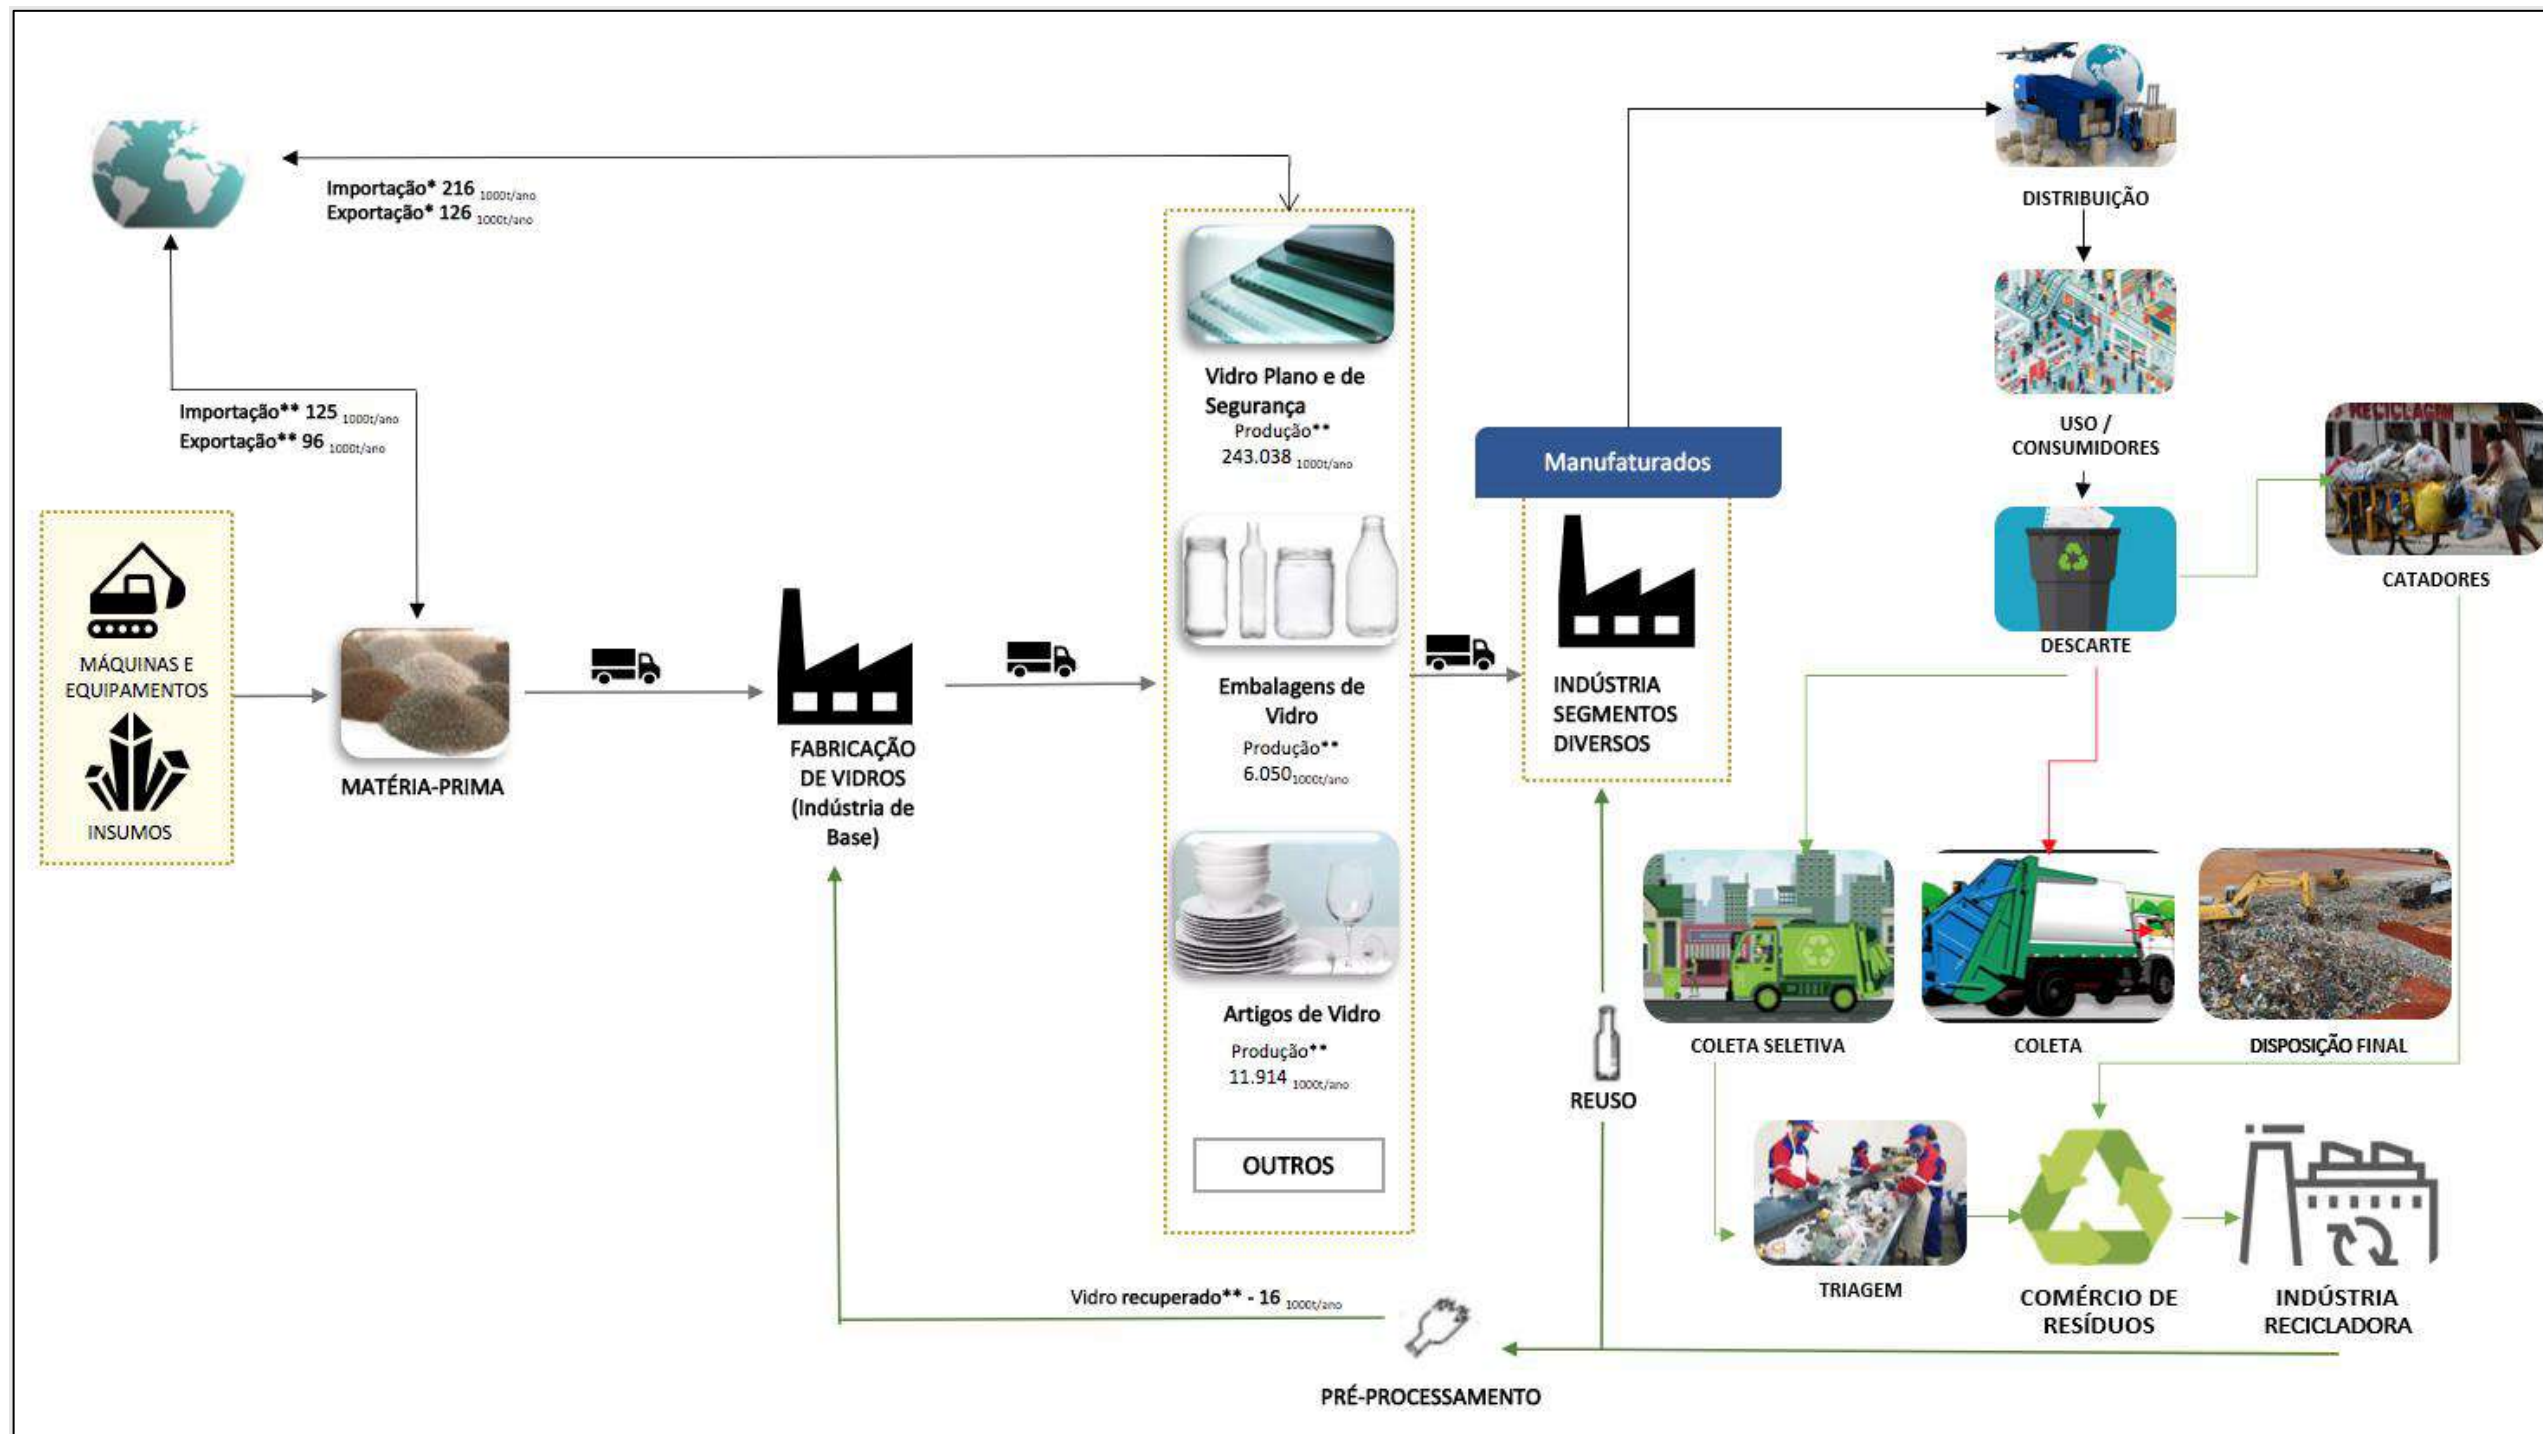 Importação* 216 1000t/ano
Exportação* 126 1000t/ano
Importação** 125 1000t/ano
Exportação** 96 1000t/ano
MÁQUINAS E
EQUIPAMENTOS
INSUMOS
MATÉRIA-PRIMA
FABRICAÇÃO
DE VIDROS
(Indústria de
Base)
Vidro Plano e de
Segurança
Produção**
243.038 1000t/ano
Embalagens de
Vidro
Produção**
6.050 1000t/ano
Artigos de Vidro
Produção**
11.914 1000t/ano
OUTROS
Manufaturados
INDÚSTRIA
SEGMENTOS
DIVERSOS
DISTRIBUIÇÃO
USO /
CONSUMIDORES
DESCARTE
RECICLAGEM
CATADORES
COLETA SELETIVA
COLETA
DISPOSIÇÃO FINAL
REUSO
TRIAGEM
COMÉRCIO DE
RESÍDUOS
INDÚSTRIA
RECICLADORA
Vidro recuperado** - 16 1000t/ano
PRÉ-PROCESSAMENTO